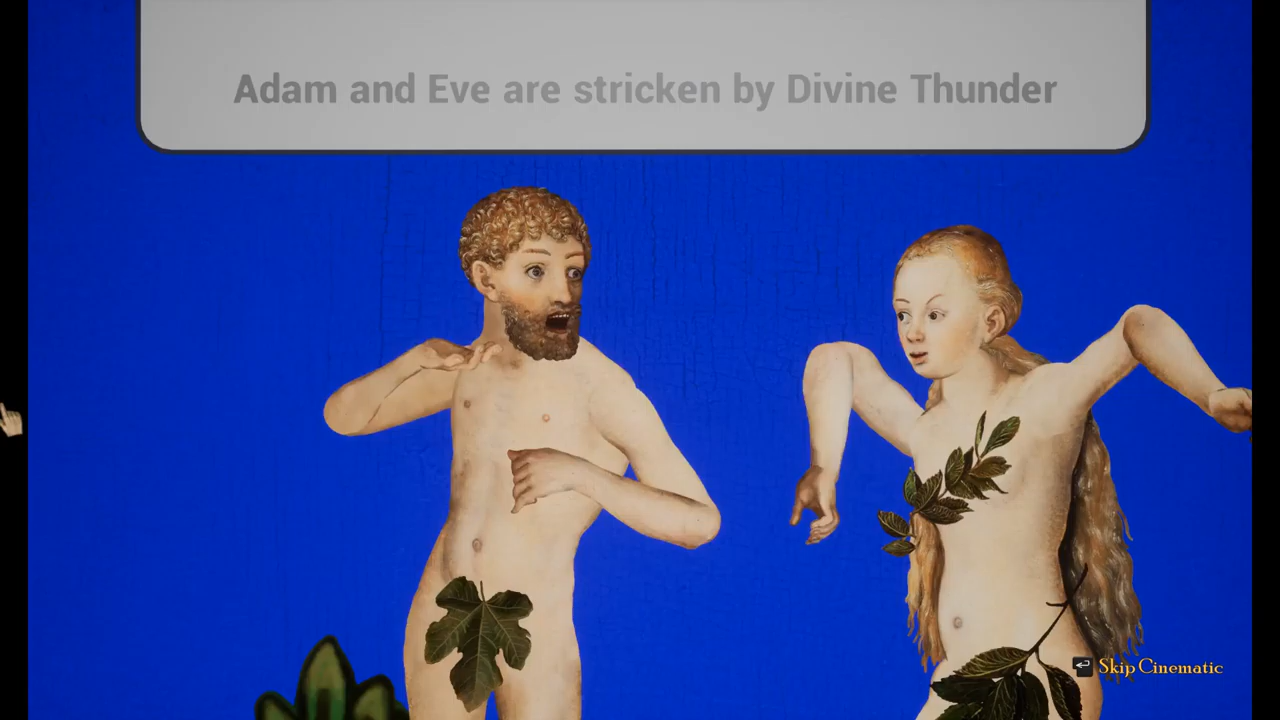 Adam and Eve are stricken by Divine Thunder
Skip Cinematic